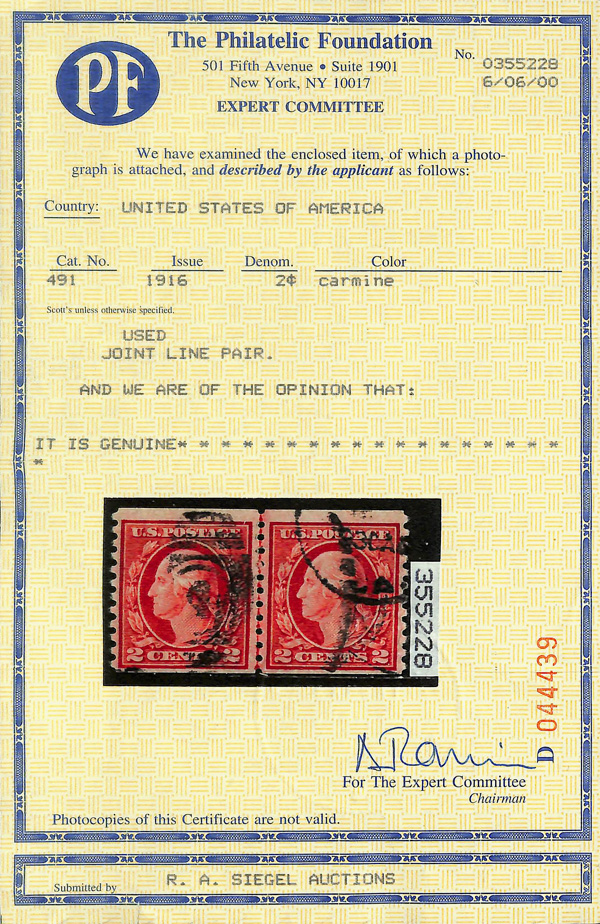 PF
The Philatelic Foundation
501 Fifth Avenue • Suite 1901
New York, NY 10017
EXPERT COMMITTEE
No. 0355228
6/06/00
We have examined the enclosed item, of which a photo-
graph is attached, and described by the applicant as follows:
Country: UNITED STATES OF AMERICA
Cat. No. Issue Denom. Color
491 1916 2¢ carmine
Scott's unless otherwise specified.
USED
JOINT LINE PAIR.
AND WE ARE OF THE OPINION THAT:
IT IS GENUINE* * * * * * * * * * * * * * * * * *
*
U.S. POSTAGE U.S. POSTAGE
2 CENTS 2 2 CENTS 2
355228
D 044439
For The Expert Committee
Chairman
Photocopies of this Certificate are not valid.
Submitted by R. A. SIEGEL AUCTIONS